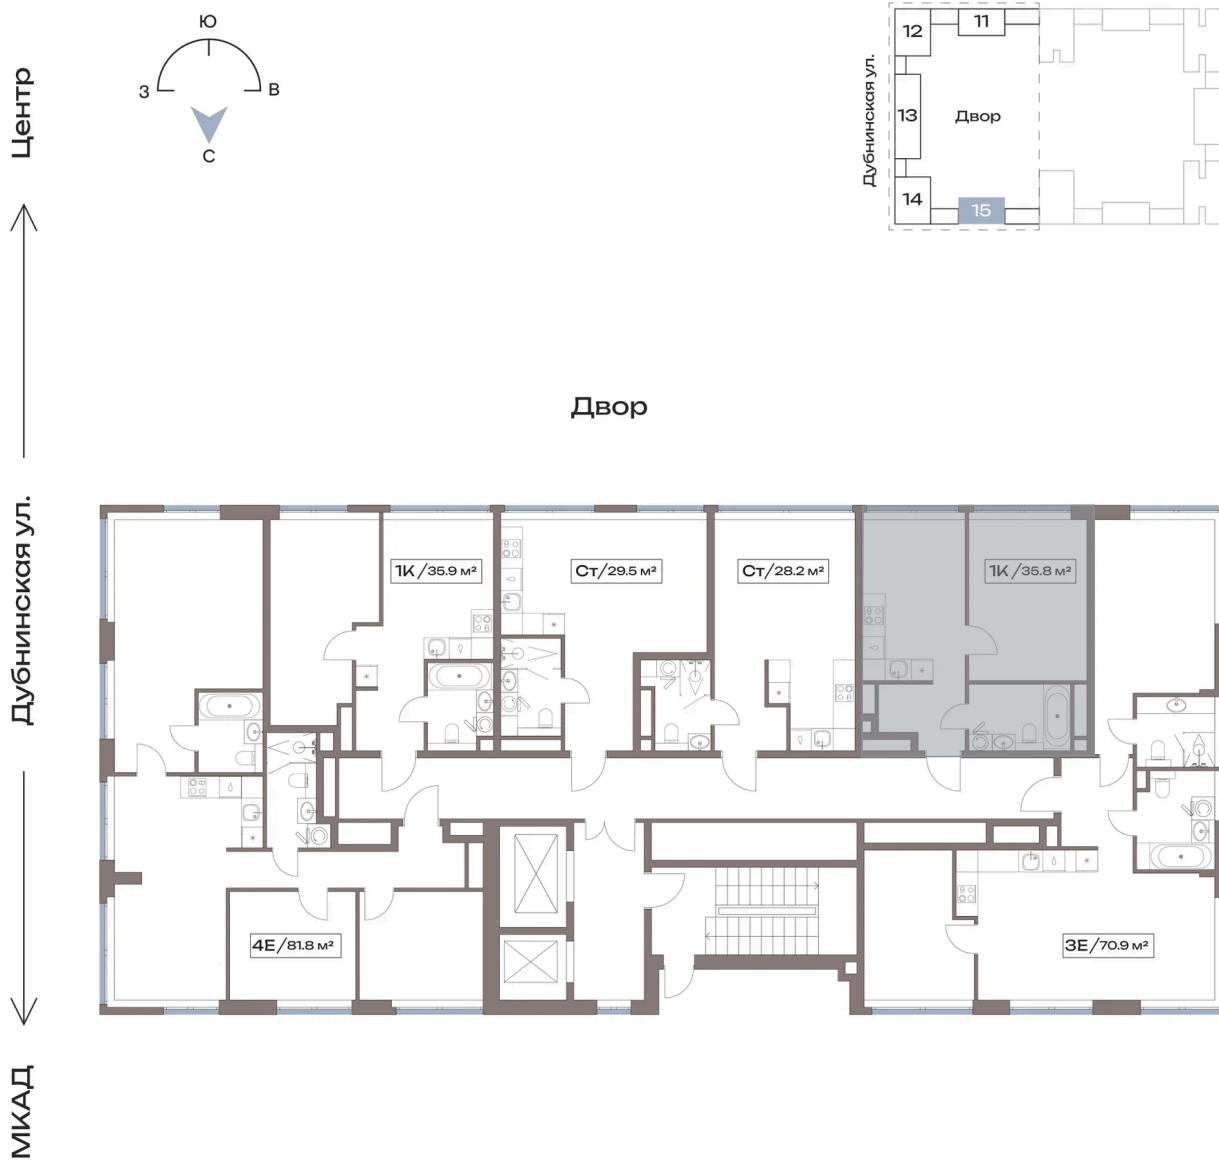 Ю
З
В
С
Центр
Дубнинская ул.
МКАД
Дубнинская ул.
12
11
13
Двор
14
15
Двор
1К / 35.9 м²
Ст / 29.5 м²
Ст / 28.2 м²
1К / 35.8 м²
4Е / 81.8 м²
3Е / 70.9 м²